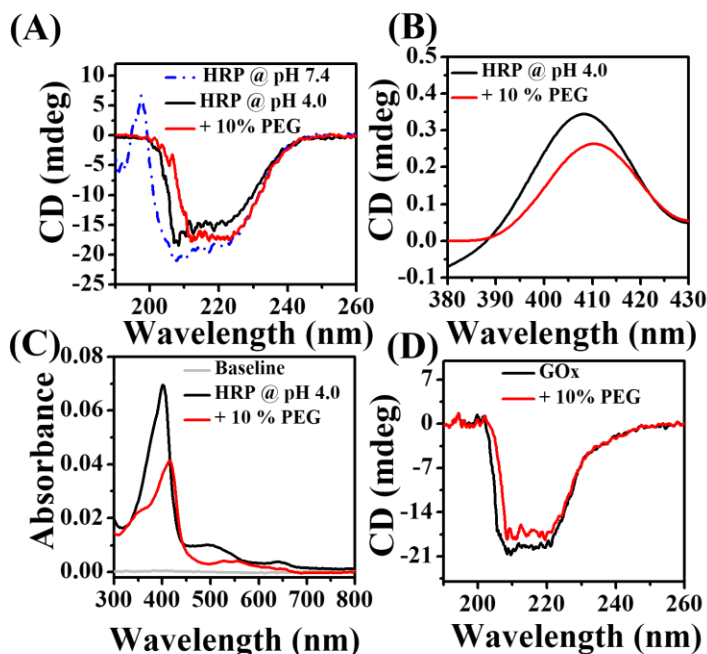 (A)
HRP @ pH 7.4
HRP @ pH 4.0
+ 10% PEG
10
5
0
-5
-10
-15
-20
-25
CD (mdeg)
200 220 240 260
Wavelength (nm)
(B)
HRP @ pH 4.0
+ 10 % PEG
0.5
0.4
0.3
0.2
0.1
0.0
-0.1
CD (mdeg)
380 390 400 410 420 430
Wavelength (nm)
(C)
Baseline
HRP @ pH 4.0
+ 10 % PEG
0.08
0.06
0.04
0.02
0.00
Absorbance
300 400 500 600 700 800
Wavelength (nm)
(D)
GOx
+ 10% PEG
7
0
-7
-14
-21
CD (mdeg)
200 220 240 260
Wavelength (nm)